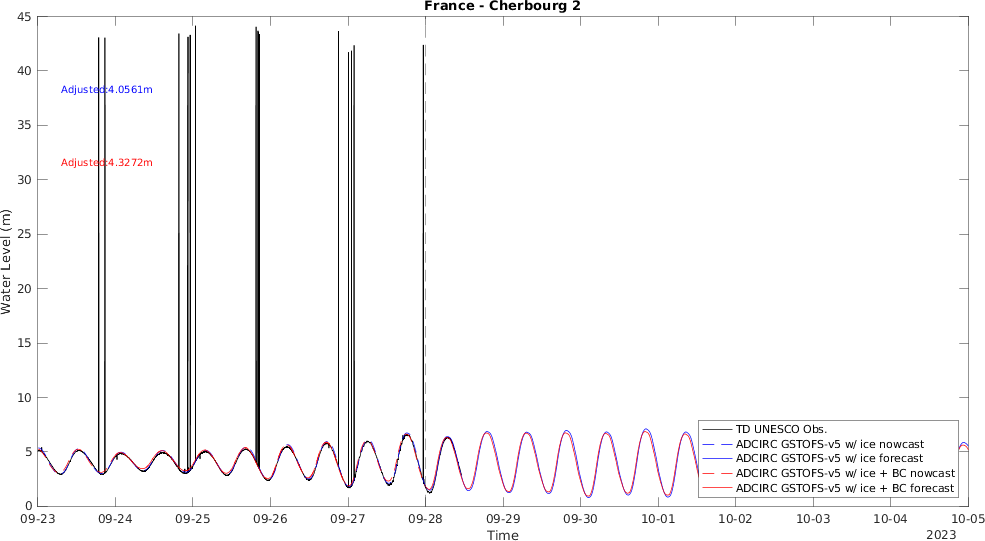 France - Cherbourg 2
45
40
35
30
25
20
15
10
5
0
Water Level (m)
Adjusted:4.0561m
Adjusted:4.3272m
TD UNESCO Obs.
ADCIRC GSTOFS-v5 w/ ice nowcast
ADCIRC GSTOFS-v5 w/ ice forecast
ADCIRC GSTOFS-v5 w/ ice + BC nowcast
ADCIRC GSTOFS-v5 w/ ice + BC forecast
09-23 09-24 09-25 09-26 09-27 09-28 09-29 09-30 10-01 10-02 10-03 10-04 10-05
Time
2023